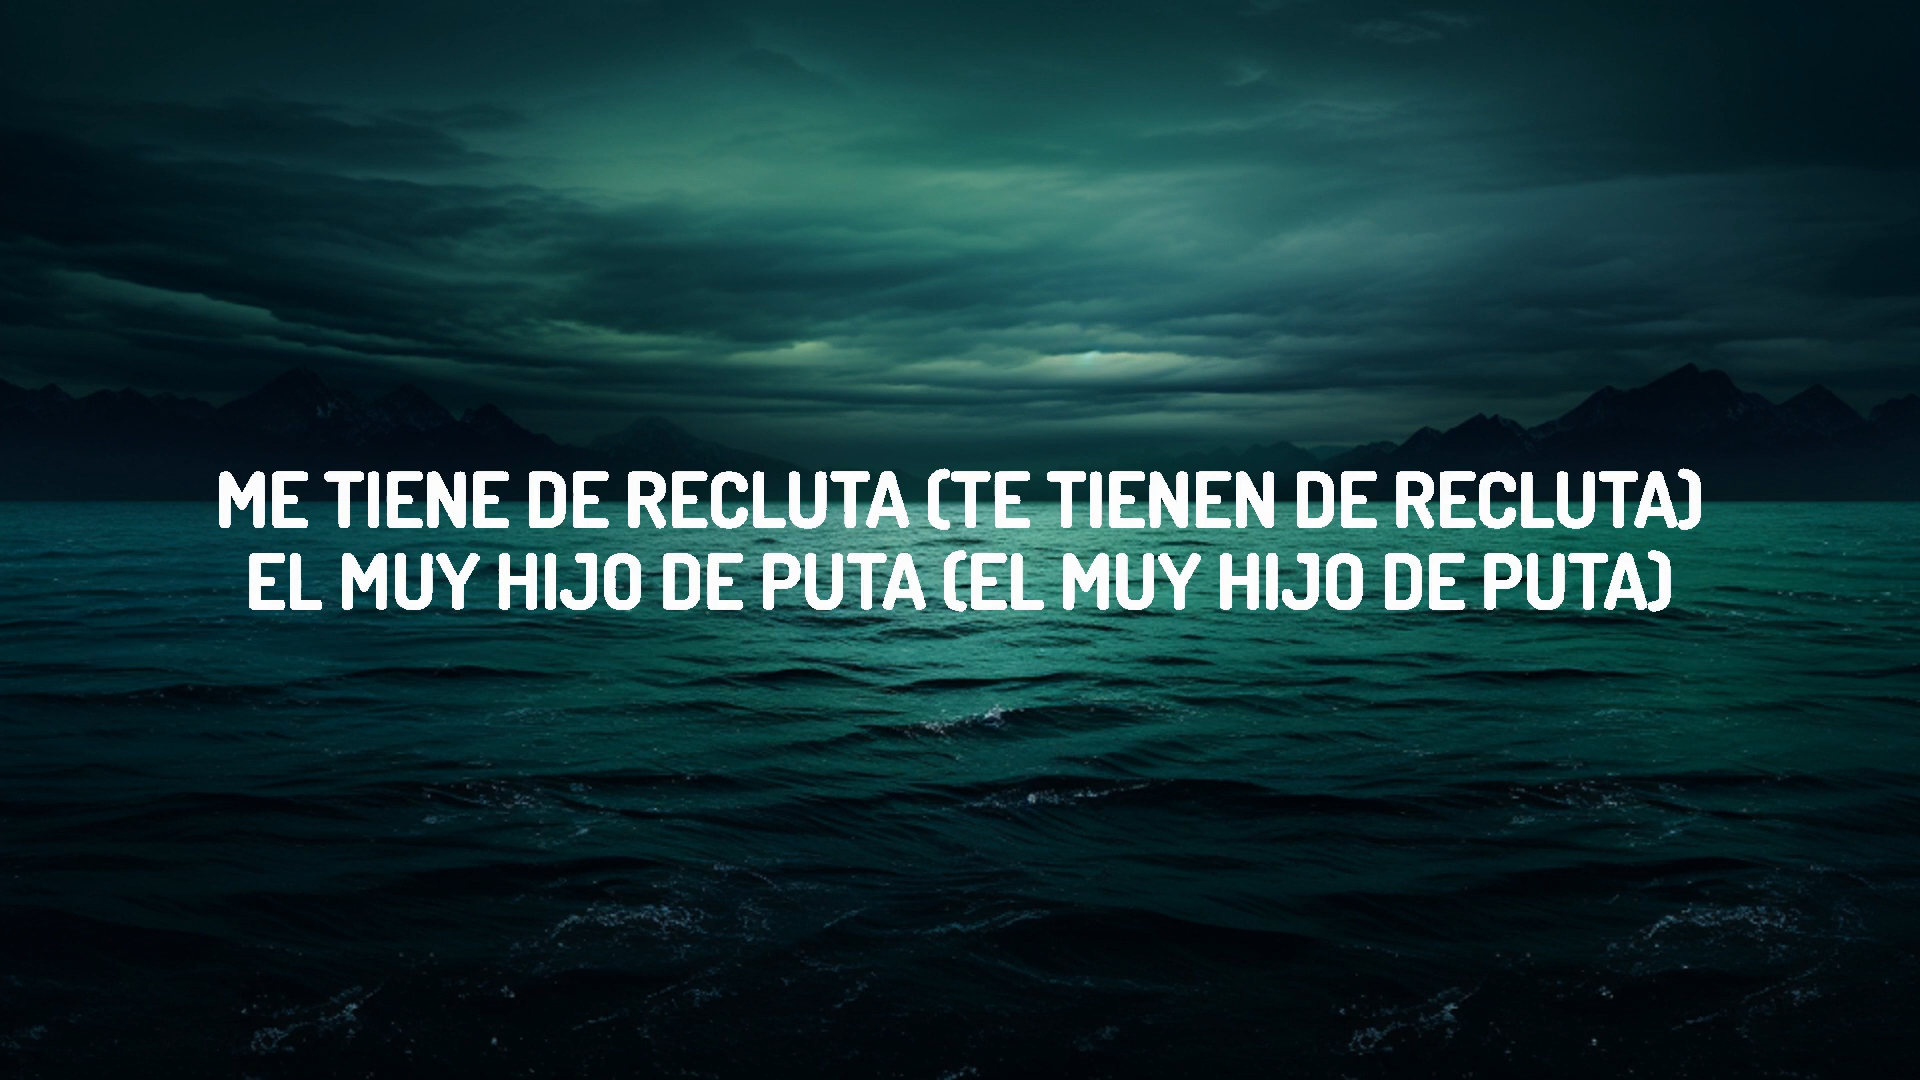 ME TIENE DE RECLUTA (TE TIENEN DE RECLUTA)
EL MUY HIJO DE PUTA (EL MUY HIJO DE PUTA)